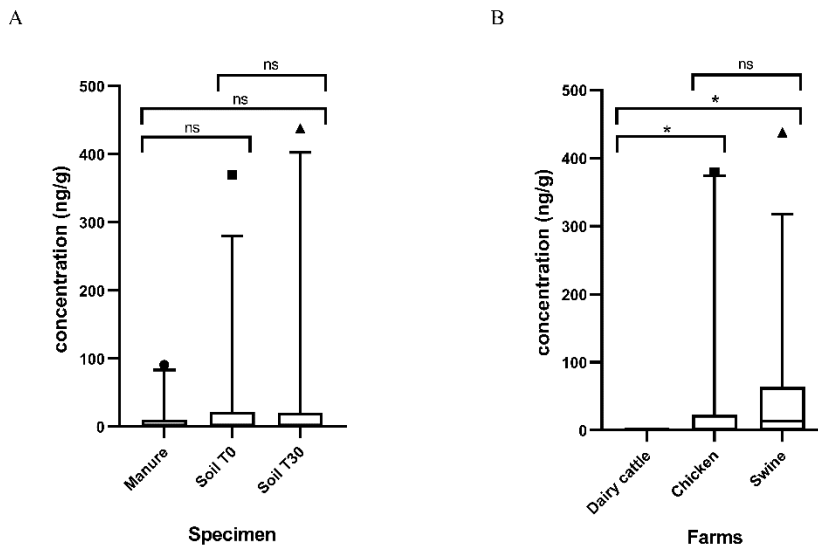 A
B
ns
ns
ns
500
400
300
200
100
0
concentration (ng/g)
Manure
Soil T0
Soil T30
Specimen
ns
*
*
500
400
300
200
100
0
concentration (ng/g)
Dairy cattle
Chicken
Swine
Farms